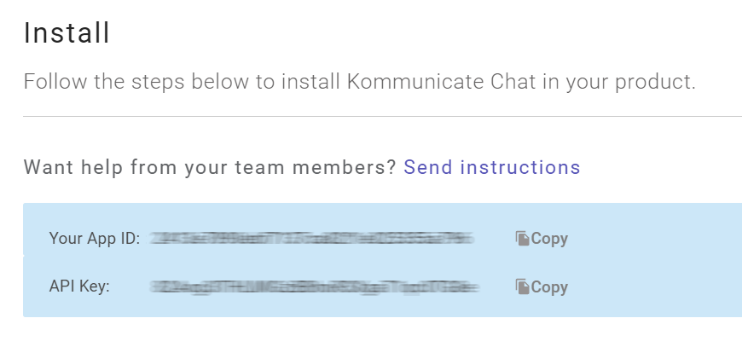 Install
Follow the steps below to install Kommunicate Chat in your product.
Want help from your team members? Send instructions
Your App ID: Copy
API Key: Copy